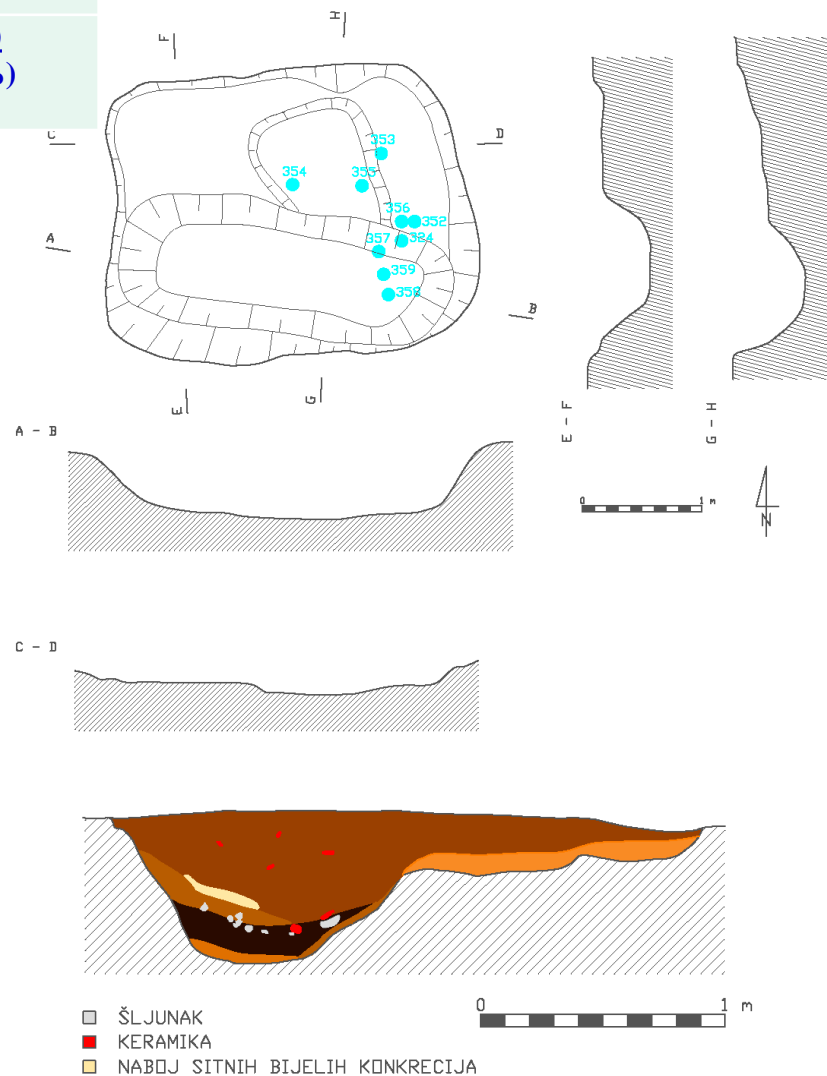 H
F
C
D
353
354
355
356
352
357
324
359
358
A
B
E
G
A - B
E - F
G - H
0 1 m
N
C - D
0 1 m
ŠLJUNAK
KERAMIKA
NABOJ SITNIH BIJELIH KONKRECIJA